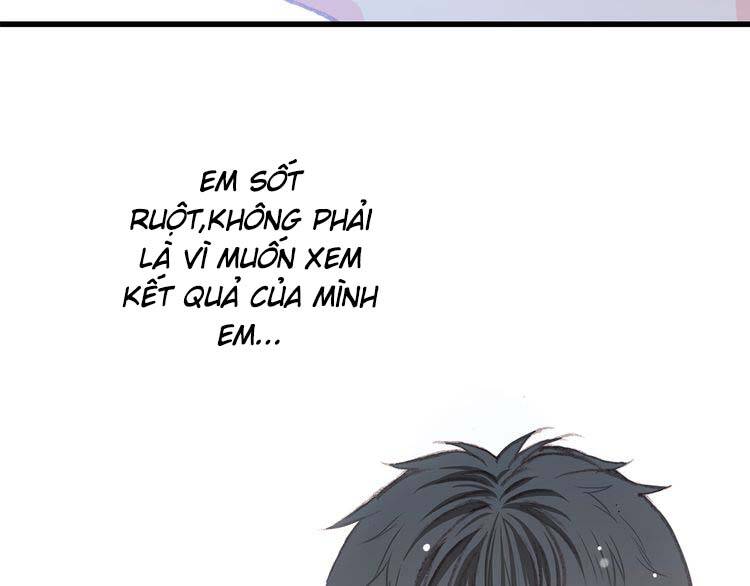 EM SỐT
RUỘT,KHÔNG PHẢI
LÀ VÌ MUỐN XEM
KẾT QUẢ CỦA MÌNH
EM...